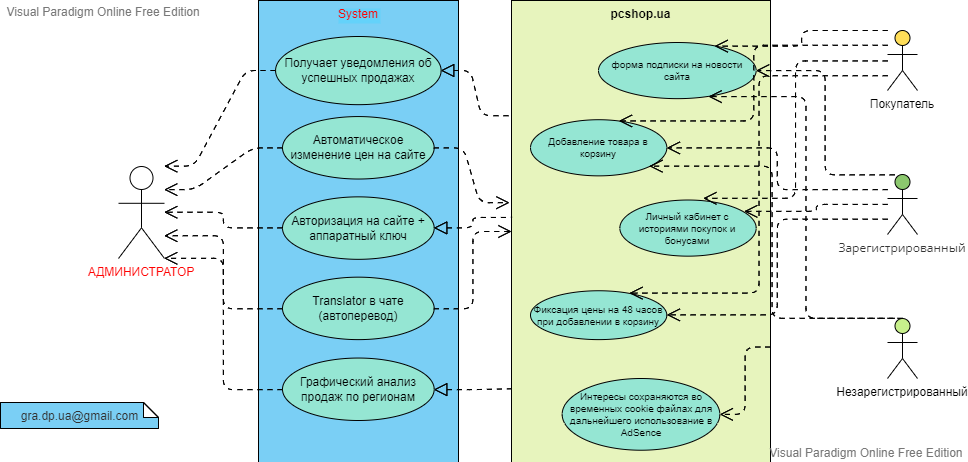 Visual Paradigm Online Free Edition
System
pcshop.ua
Получает уведомления об
успешных продажах
форма подписки на новости
сайта
Покупатель
Автоматическое
изменение цен на сайте
Добавление товара в
корзину
Авторизация на сайте +
аппаратный ключ
Личный кабинет с
историями покупок и
бонусами
Зарегистрированный
АДМИНИСТРАТОР
Translator в чате
(автоперевод)
Фиксация цены на 48 часов
при добавлении в корзину
Графический анализ
продаж по регионам
Незарегистрированный
Интересы сохраняются во
временных cookie файлах для
дальнейшего использование в
AdSence
gra.dp.ua@gmail.com
Visual Paradigm Online Free Edition